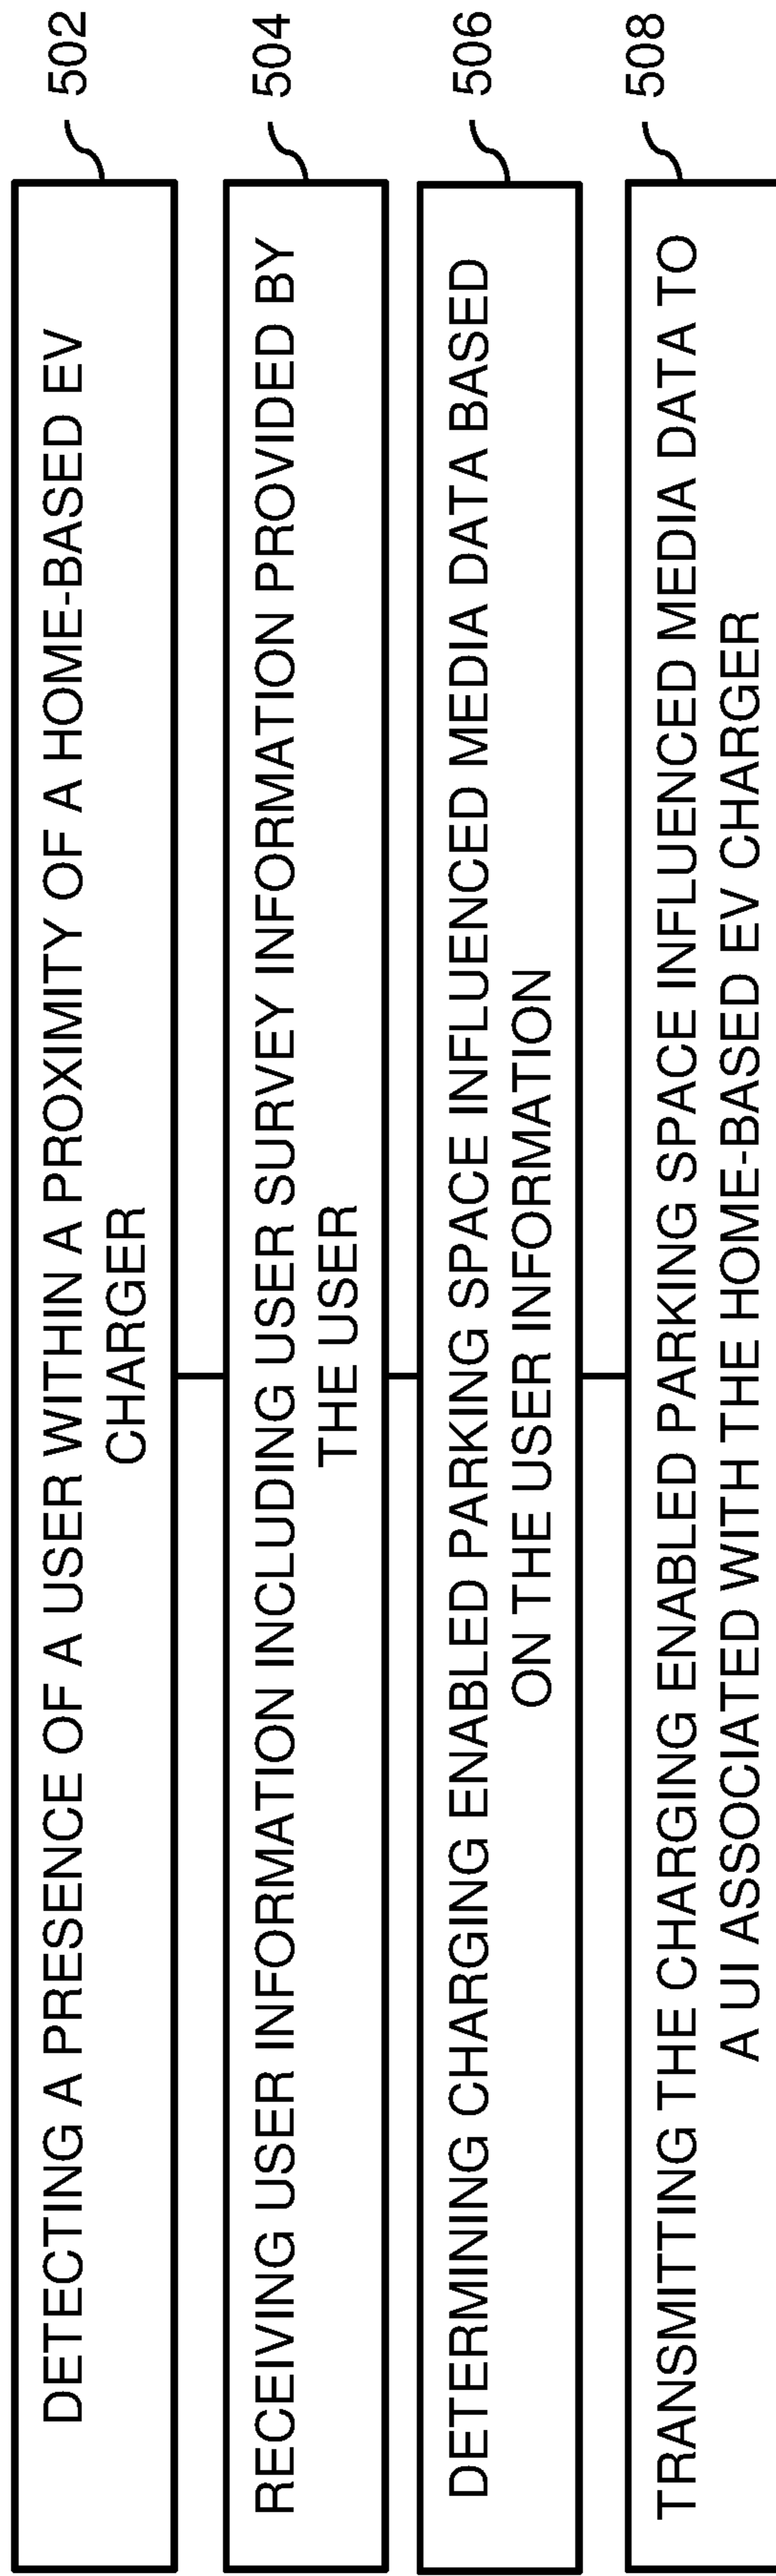 DETECTING A PRESENCE OF A USER WITHIN A PROXIMITY OF A HOME-BASED EV
CHARGER
502
RECEIVING USER INFORMATION INCLUDING USER SURVEY INFORMATION PROVIDED BY
THE USER
504
DETERMINING CHARGING ENABLED PARKING SPACE INFLUENCED MEDIA DATA BASED
ON THE USER INFORMATION
506
TRANSMITTING THE CHARGING ENABLED PARKING SPACE INFLUENCED MEDIA DATA TO
A UI ASSOCIATED WITH THE HOME-BASED EV CHARGER
508